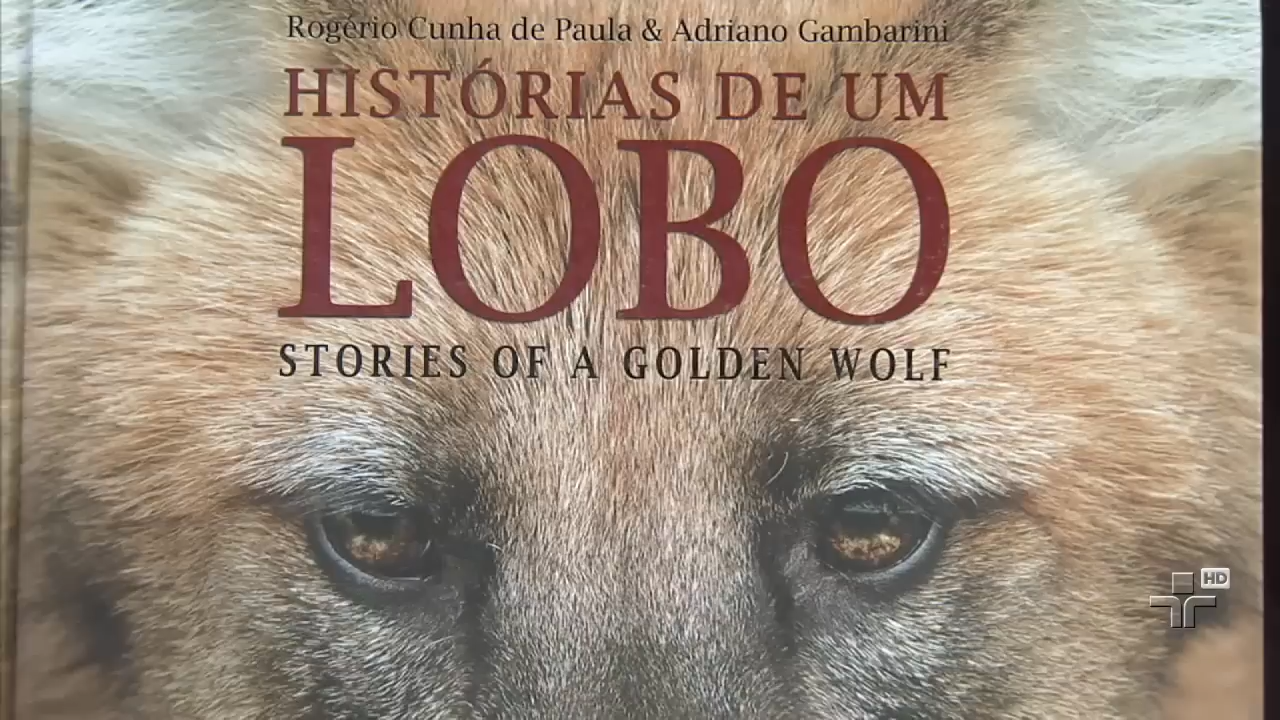 Rogério Cunha de Paula & Adriano Gambarini
HISTÓRIAS DE UM
LOBO
STORIES OF A GOLDEN WOLF
HD